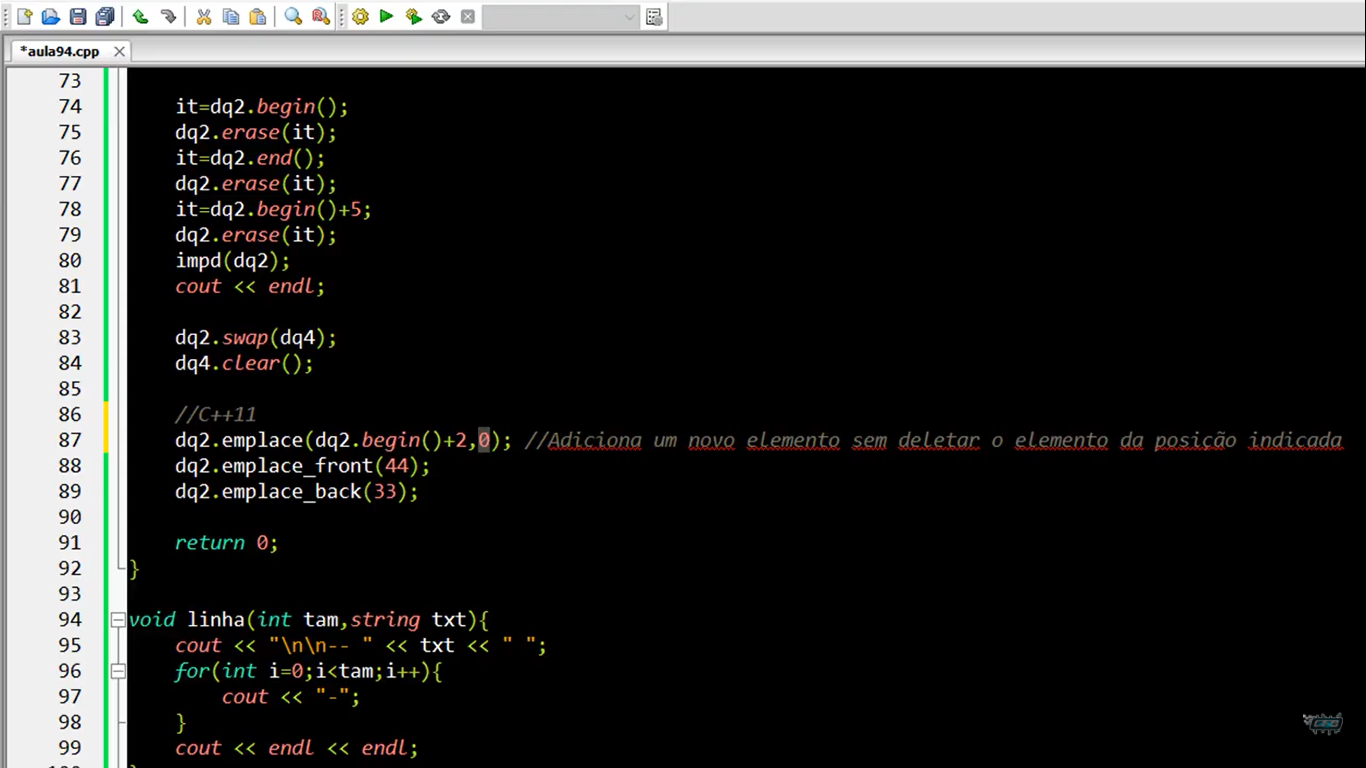 *aula94.cpp
73
74 it=dq2.begin();
75 dq2.erase(it);
76 it=dq2.end();
77 dq2.erase(it);
78 it=dq2.begin()+5;
79 dq2.erase(it);
80 impd(dq2);
81 cout << endl;
82
83 dq2.swap(dq4);
84 dq4.clear();
85
86 //C++11
87 dq2.emplace(dq2.begin()+2,0); //Adiciona um novo elemento sem deletar o elemento da posição indicada
88 dq2.emplace_front(44);
89 dq2.emplace_back(33);
90
91 return 0;
92 }
93
94 void linha(int tam,string txt){
95 cout << "\n\n-- " << txt << " ";
96 for(int i=0;i<tam;i++){
97 cout << "-";
98 }
99 cout << endl << endl;